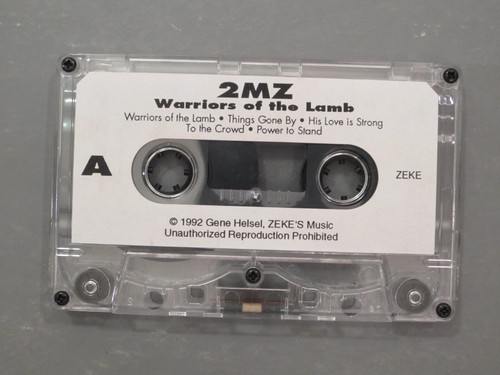 2MZ
Warriors of the Lamb
Warriors of the Lamb • Things Gone By • His Love is Strong
To the Crowd • Power to Stand
A
ZEKE
© 1992 Gene Helsel, ZEKE'S Music
Unauthorized Reproduction Prohibited